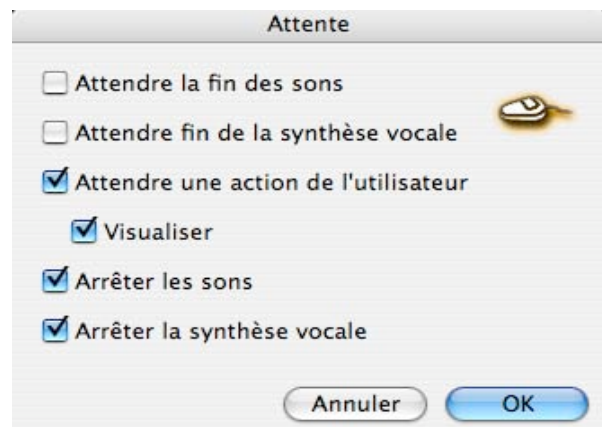 Attente
Attendre la fin des sons
Attendre fin de la synthèse vocale
Attendre une action de l'utilisateur
Visualiser
Arrêter les sons
Arrêter la synthèse vocale
Annuler OK